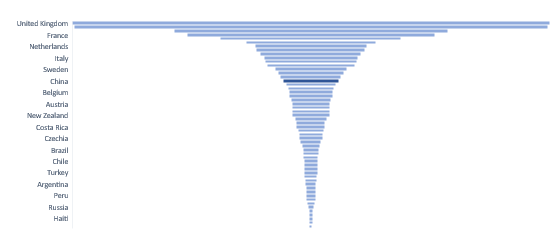 United Kingdom
France
Netherlands
Italy
Sweden
China
Belgium
Austria
New Zealand
Costa Rica
Czechia
Brazil
Chile
Turkey
Argentina
Peru
Russia
Haiti